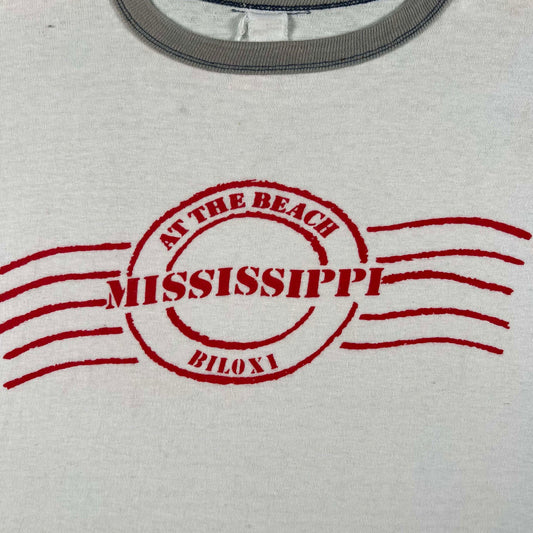 AT THE BEACH
MISSISSIPPI
BILOXI